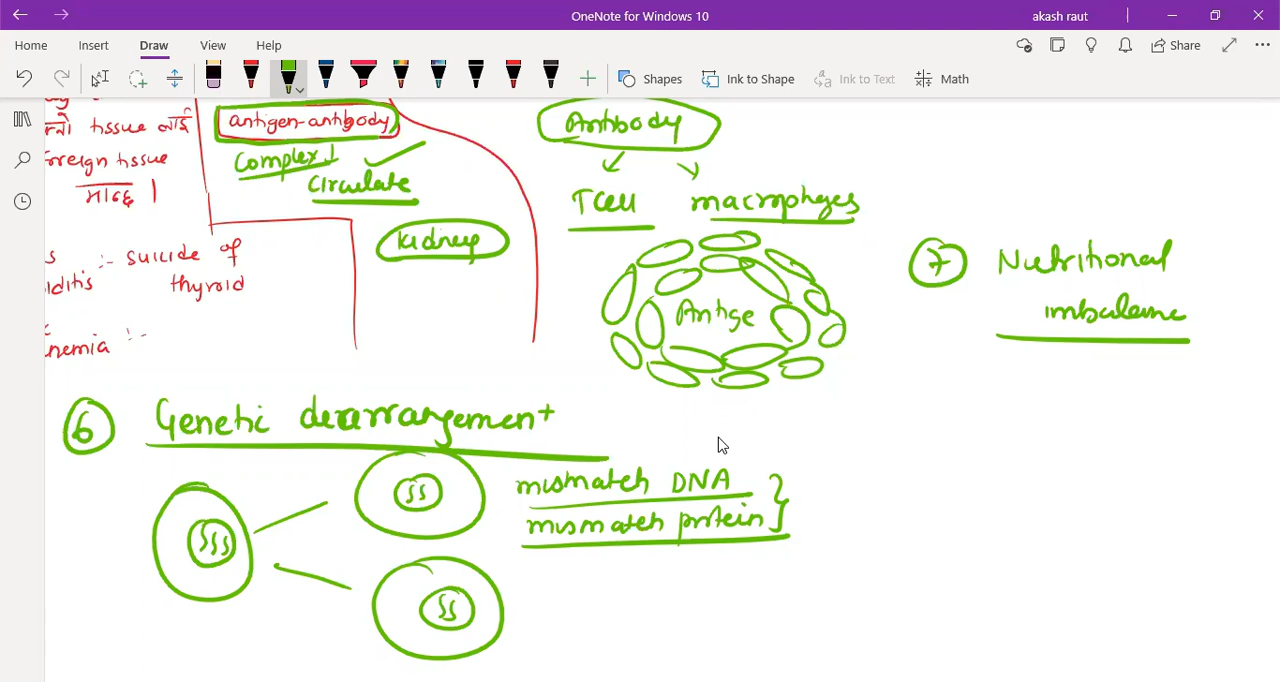 OneNote for Windows 10
akash raut
Home Insert Draw View Help
Share
Shapes
Ink to Shape
Ink to Text
Math
tissue
foreign tissue
suicide of
thyroid
antigen-antibody
complex
Circulate
kidney
Antibody
T cell macrophges
Antige
7 Nutritional
imbalance
6 Genetic dearrangement
mismatch DNA
mismatch protein